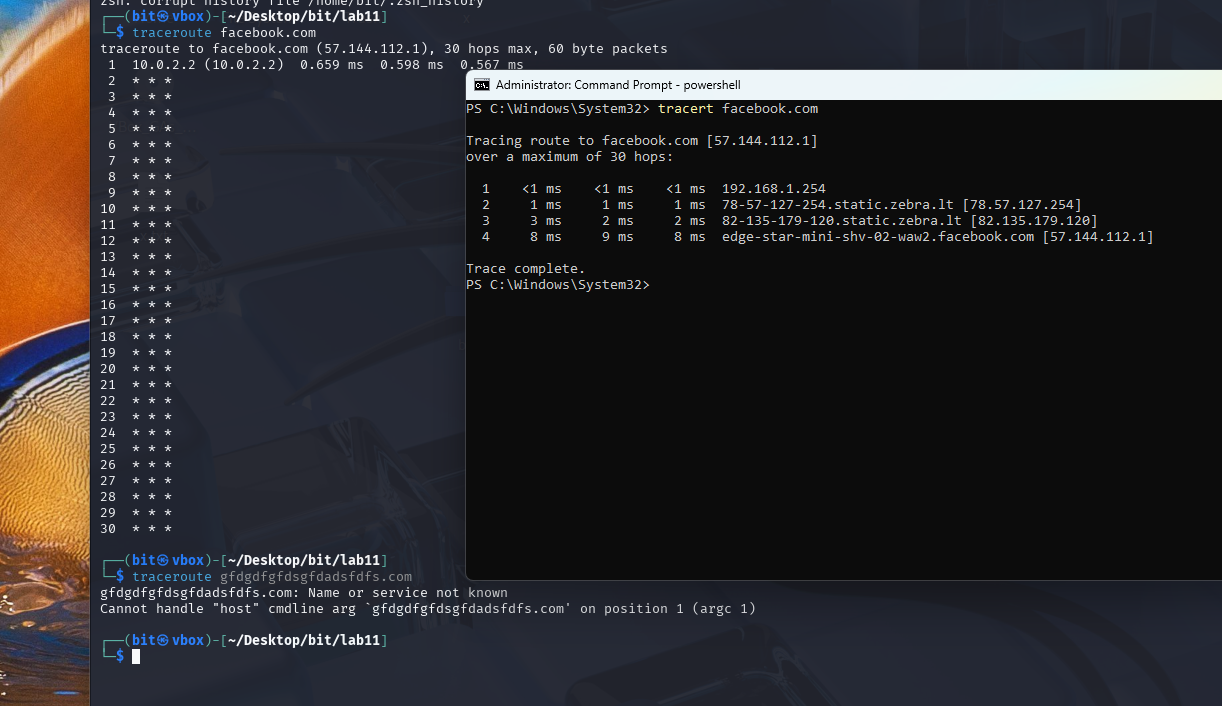 zsh: corrupt history file /home/bit/.zsh_history
┌──(bit㉿vbox)-[~/Desktop/bit/lab11]
└─$ traceroute facebook.com
traceroute to facebook.com (57.144.112.1), 30 hops max, 60 byte packets
 1  10.0.2.2 (10.0.2.2)  0.659 ms  0.598 ms  0.567 ms
 2  * * *
 3  * * *
 4  * * *
 5  * * *
 6  * * *
 7  * * *
 8  * * *
 9  * * *
10  * * *
11  * * *
12  * * *
13  * * *
14  * * *
15  * * *
16  * * *
17  * * *
18  * * *
19  * * *
20  * * *
21  * * *
22  * * *
23  * * *
24  * * *
25  * * *
26  * * *
27  * * *
28  * * *
29  * * *
30  * * *
┌──(bit㉿vbox)-[~/Desktop/bit/lab11]
└─$ traceroute gfdgdfgfdsgfdadsfdfs.com
gfdgdfgfdsgfdadsfdfs.com: Name or service not known
Cannot handle "host" cmdline arg `gfdgdfgfdsgfdadsfdfs.com' on position 1 (argc 1)
┌──(bit㉿vbox)-[~/Desktop/bit/lab11]
└─$
Administrator: Command Prompt - powershell
PS C:\Windows\System32> tracert facebook.com
Tracing route to facebook.com [57.144.112.1]
over a maximum of 30 hops:
  1    <1 ms    <1 ms    <1 ms  192.168.1.254
  2     1 ms     1 ms     1 ms  78-57-127-254.static.zebra.lt [78.57.127.254]
  3     3 ms     2 ms     2 ms  82-135-179-120.static.zebra.lt [82.135.179.120]
  4     8 ms     9 ms     8 ms  edge-star-mini-shv-02-waw2.facebook.com [57.144.112.1]
Trace complete.
PS C:\Windows\System32>